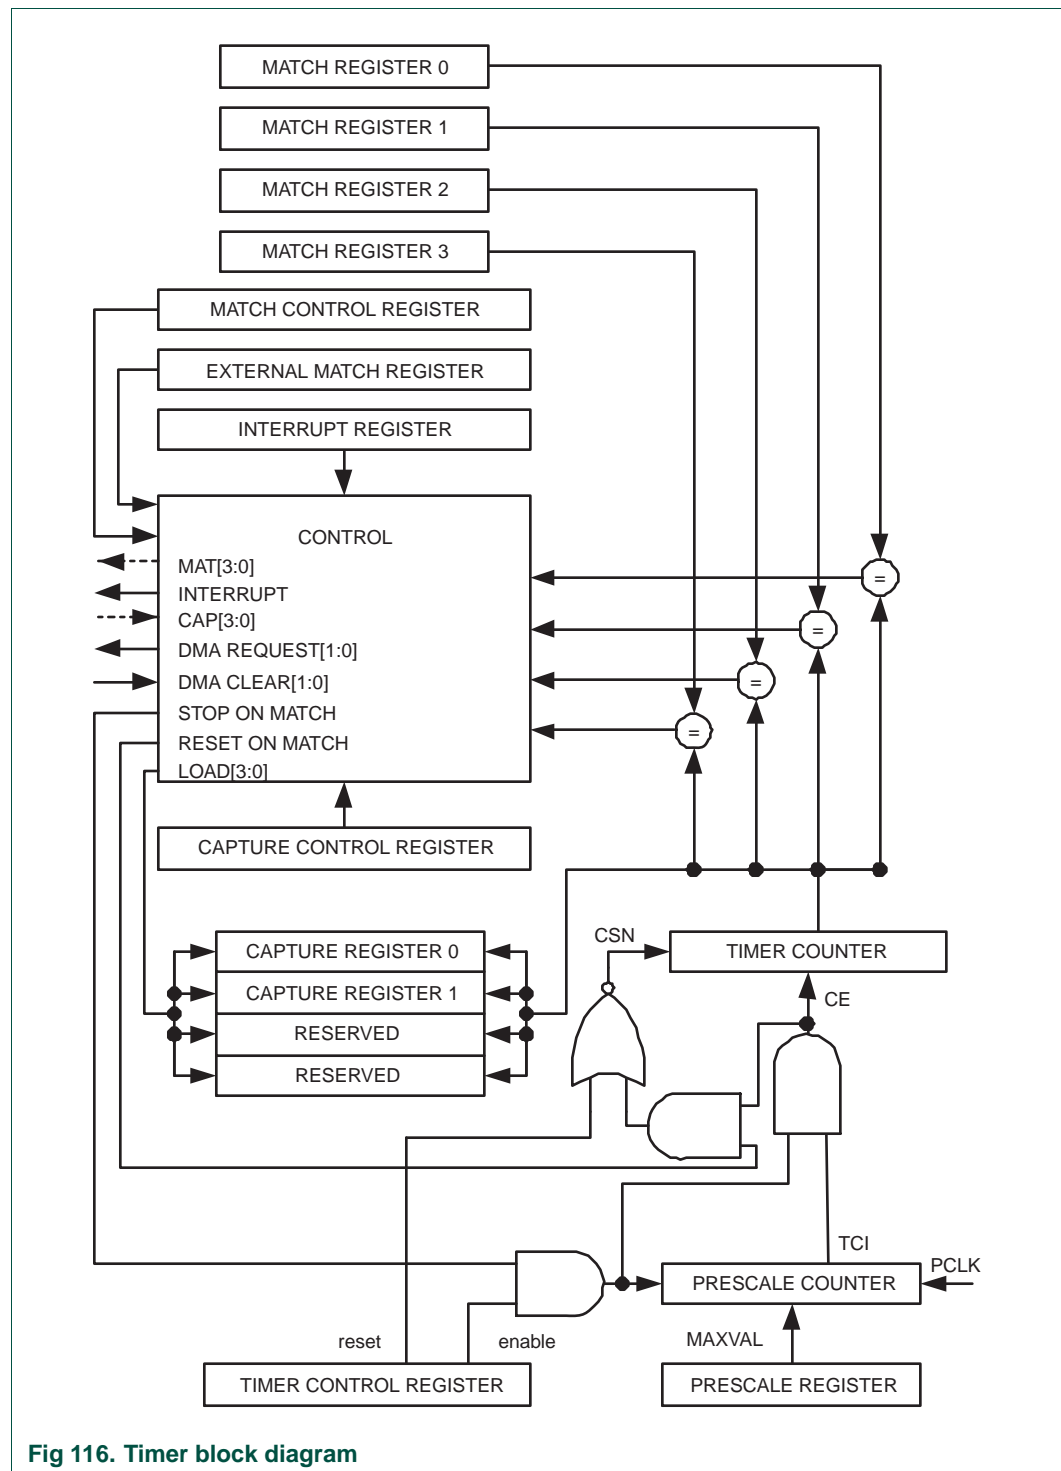 MATCH REGISTER 0
MATCH REGISTER 1
MATCH REGISTER 2
MATCH REGISTER 3
MATCH CONTROL REGISTER
EXTERNAL MATCH REGISTER
INTERRUPT REGISTER
CONTROL
MAT[3:0]
INTERRUPT
CAP[3:0]
DMA REQUEST[1:0]
DMA CLEAR[1:0]
STOP ON MATCH
RESET ON MATCH
LOAD[3:0]
=
=
=
=
CAPTURE CONTROL REGISTER
CSN
TIMER COUNTER
CE
CAPTURE REGISTER 0
CAPTURE REGISTER 1
RESERVED
RESERVED
TCI
PCLK
PRESCALE COUNTER
reset
enable
MAXVAL
TIMER CONTROL REGISTER
PRESCALE REGISTER
Fig 116. Timer block diagram